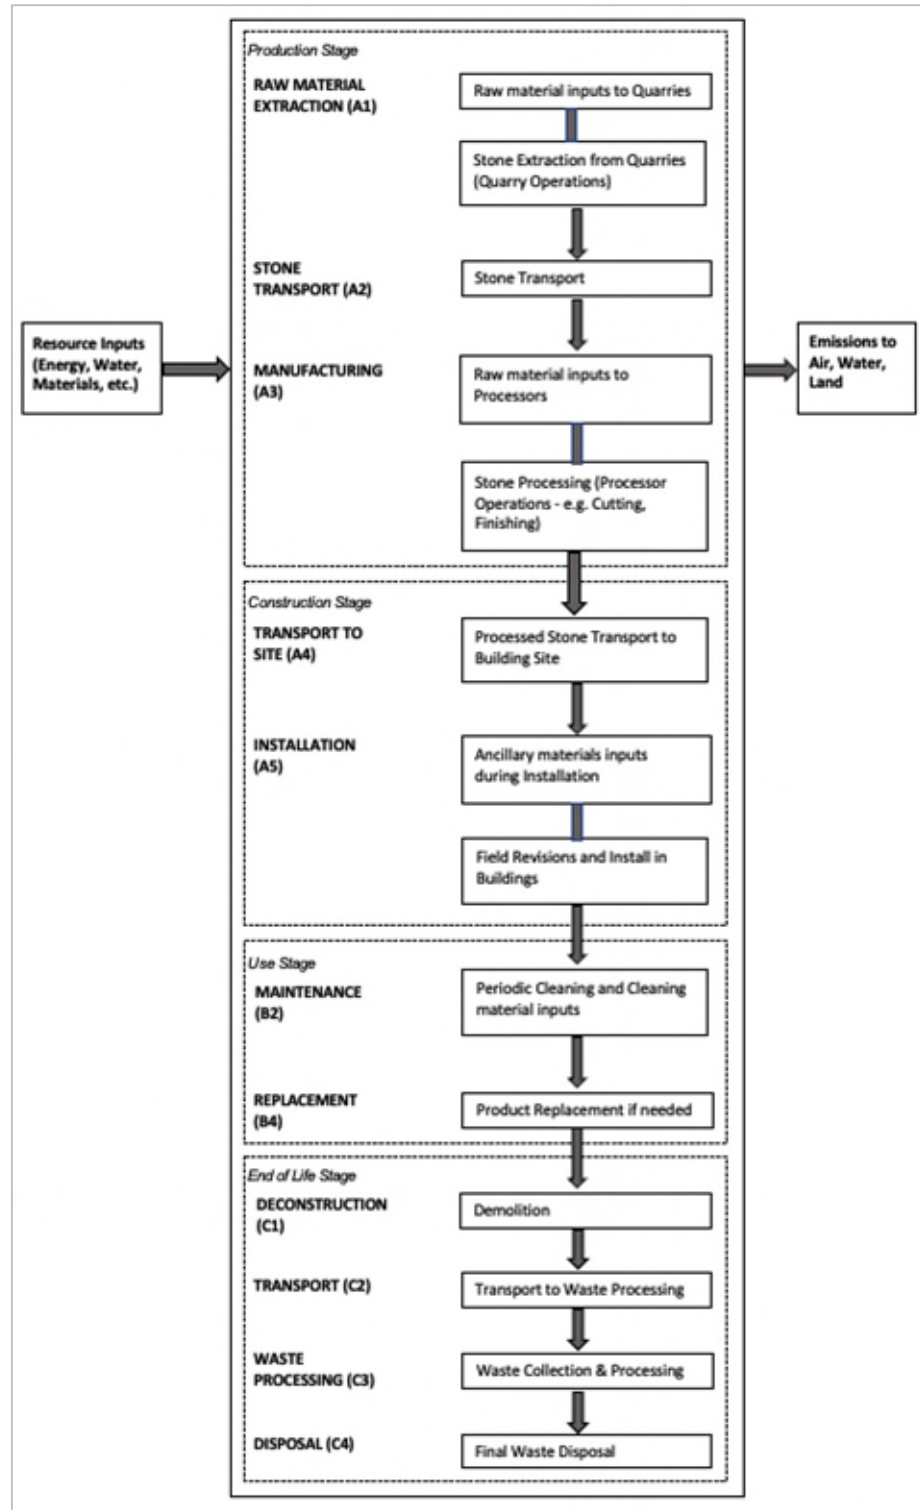 Production Stage
RAW MATERIAL
EXTRACTION (A1)
Raw material inputs to Quarries
Stone Extraction from Quarries
(Quarry Operations)
STONE
TRANSPORT (A2)
Stone Transport
Resource Inputs
(Energy, Water,
Materials, etc.)
MANUFACTURING
(A3)
Raw material inputs to
Processors
Emissions to
Air, Water,
Land
Stone Processing (Processor
Operations - e.g. Cutting,
Finishing)
Construction Stage
TRANSPORT TO
SITE (A4)
Processed Stone Transport to
Building Site
INSTALLATION
(A5)
Ancillary materials inputs
during Installation
Field Revisions and Install in
Buildings
Use Stage
MAINTENANCE
(B2)
Periodic Cleaning and Cleaning
material inputs
REPLACEMENT
(B4)
Product Replacement if needed
End of Life Stage
DECONSTRUCTION
(C1)
Demolition
TRANSPORT (C2)
Transport to Waste Processing
WASTE
PROCESSING (C3)
Waste Collection & Processing
DISPOSAL (C4)
Final Waste Disposal